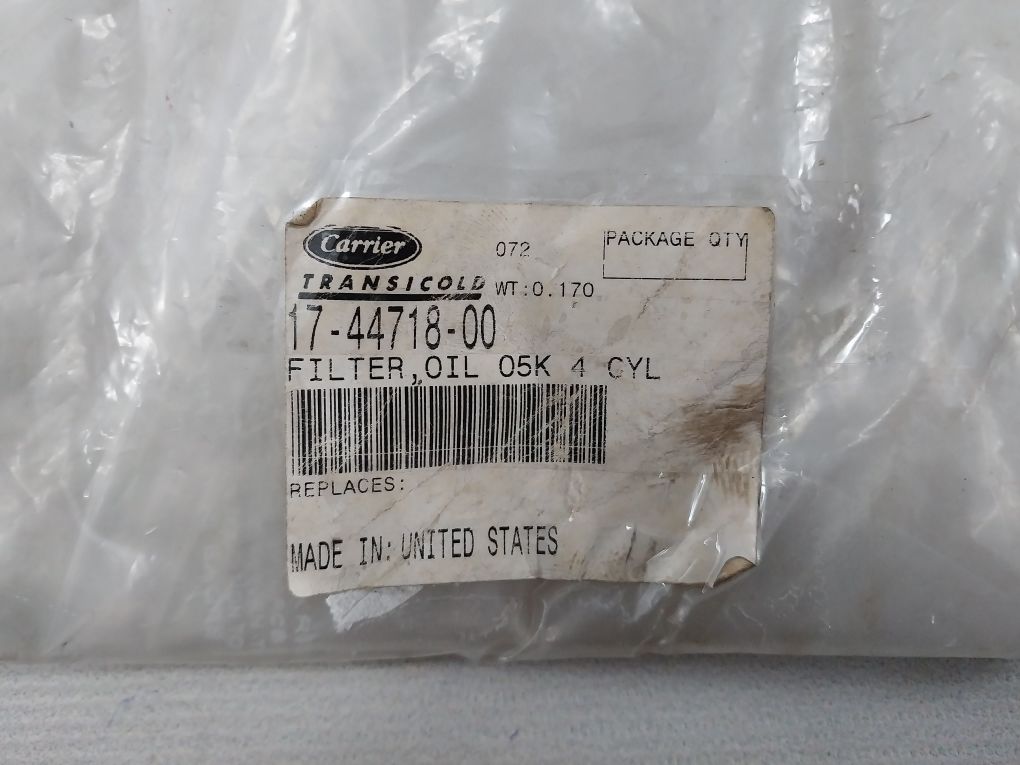 Carrier
TRANSICOLD
072
WT:0.170
PACKAGE QTY
17-44718-00
FILTER,OIL 05K 4 CYL
REPLACES:
MADE IN: UNITED STATES